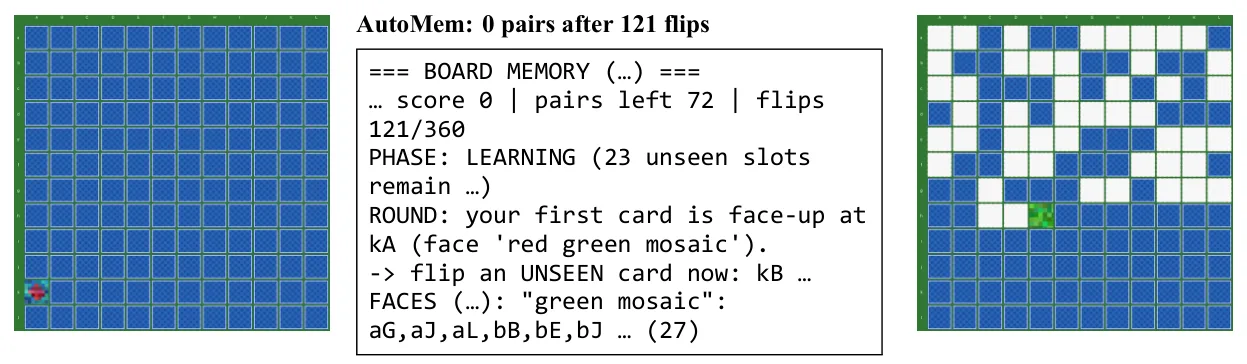 AutoMem: 0 pairs after 121 flips
=== BOARD MEMORY (…) ===
… score 0 | pairs left 72 | flips
121/360
PHASE: LEARNING (23 unseen slots
remain …)
ROUND: your first card is face-up at
kA (face 'red green mosaic').
-> flip an UNSEEN card now: kB …
FACES (…): "green mosaic":
aG,aJ,aL,bB,bE,bJ … (27)